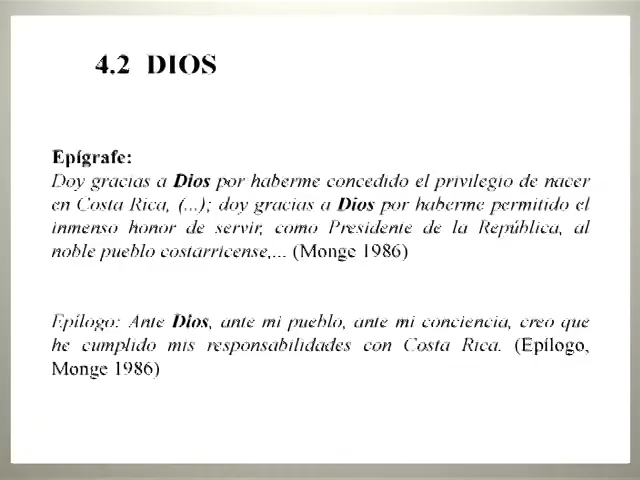 4.2 DIOS
Epígrafe:
Doy gracias a Dios por haberme concedido el privilegio de nacer
en Costa Rica, (...); doy gracias a Dios por haberme permitido el
inmenso honor de servir, como Presidente de la República, al
noble pueblo costarricense,... (Monge 1986)
Epílogo: Ante Dios, ante mi pueblo, ante mi conciencia, creo que
he cumplido mis responsabilidades con Costa Rica. (Epílogo,
Monge 1986)